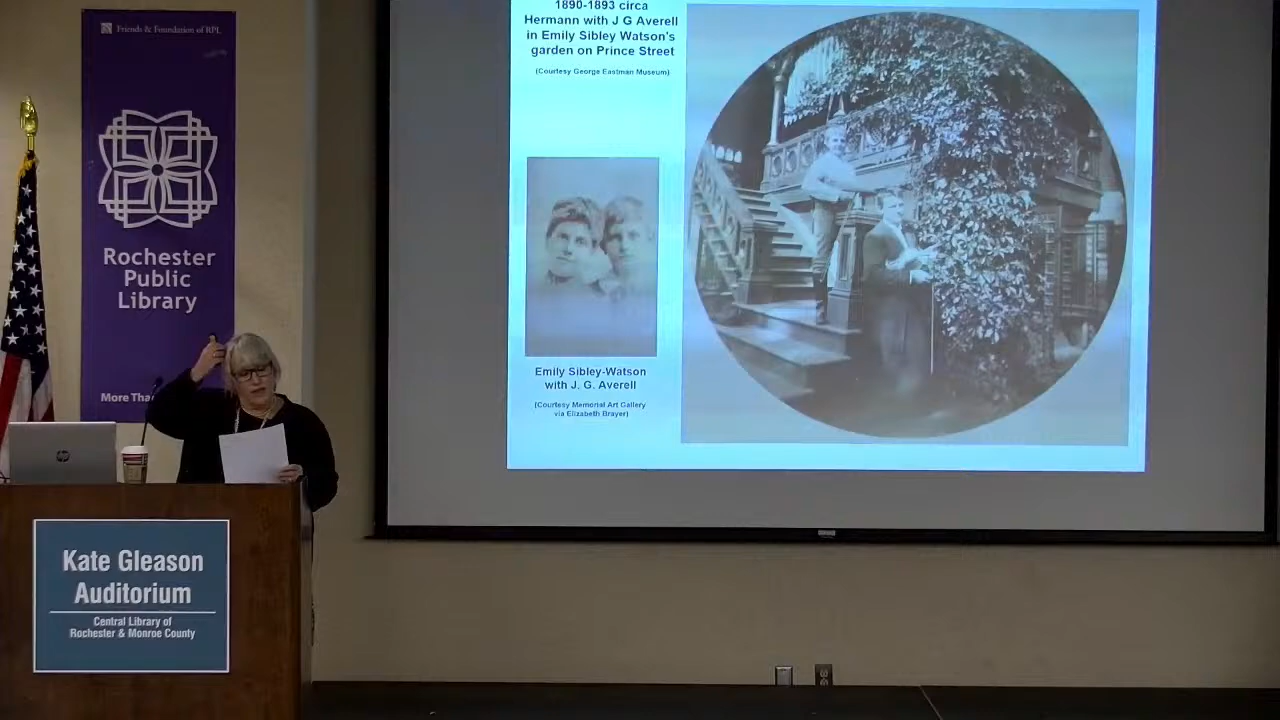 Friends & Foundation of RPL
Rochester
Public
Library
More Tha
hp
Kate Gleason
Auditorium
Central Library of
Rochester & Monroe County
1890-1893 circa
Hermann with J G Averell
in Emily Sibley Watson's
garden on Prince Street
(Courtesy George Eastman Museum)
Emily Sibley-Watson
with J. G. Averell
(Courtesy Memorial Art Gallery
via Elizabeth Brayer)